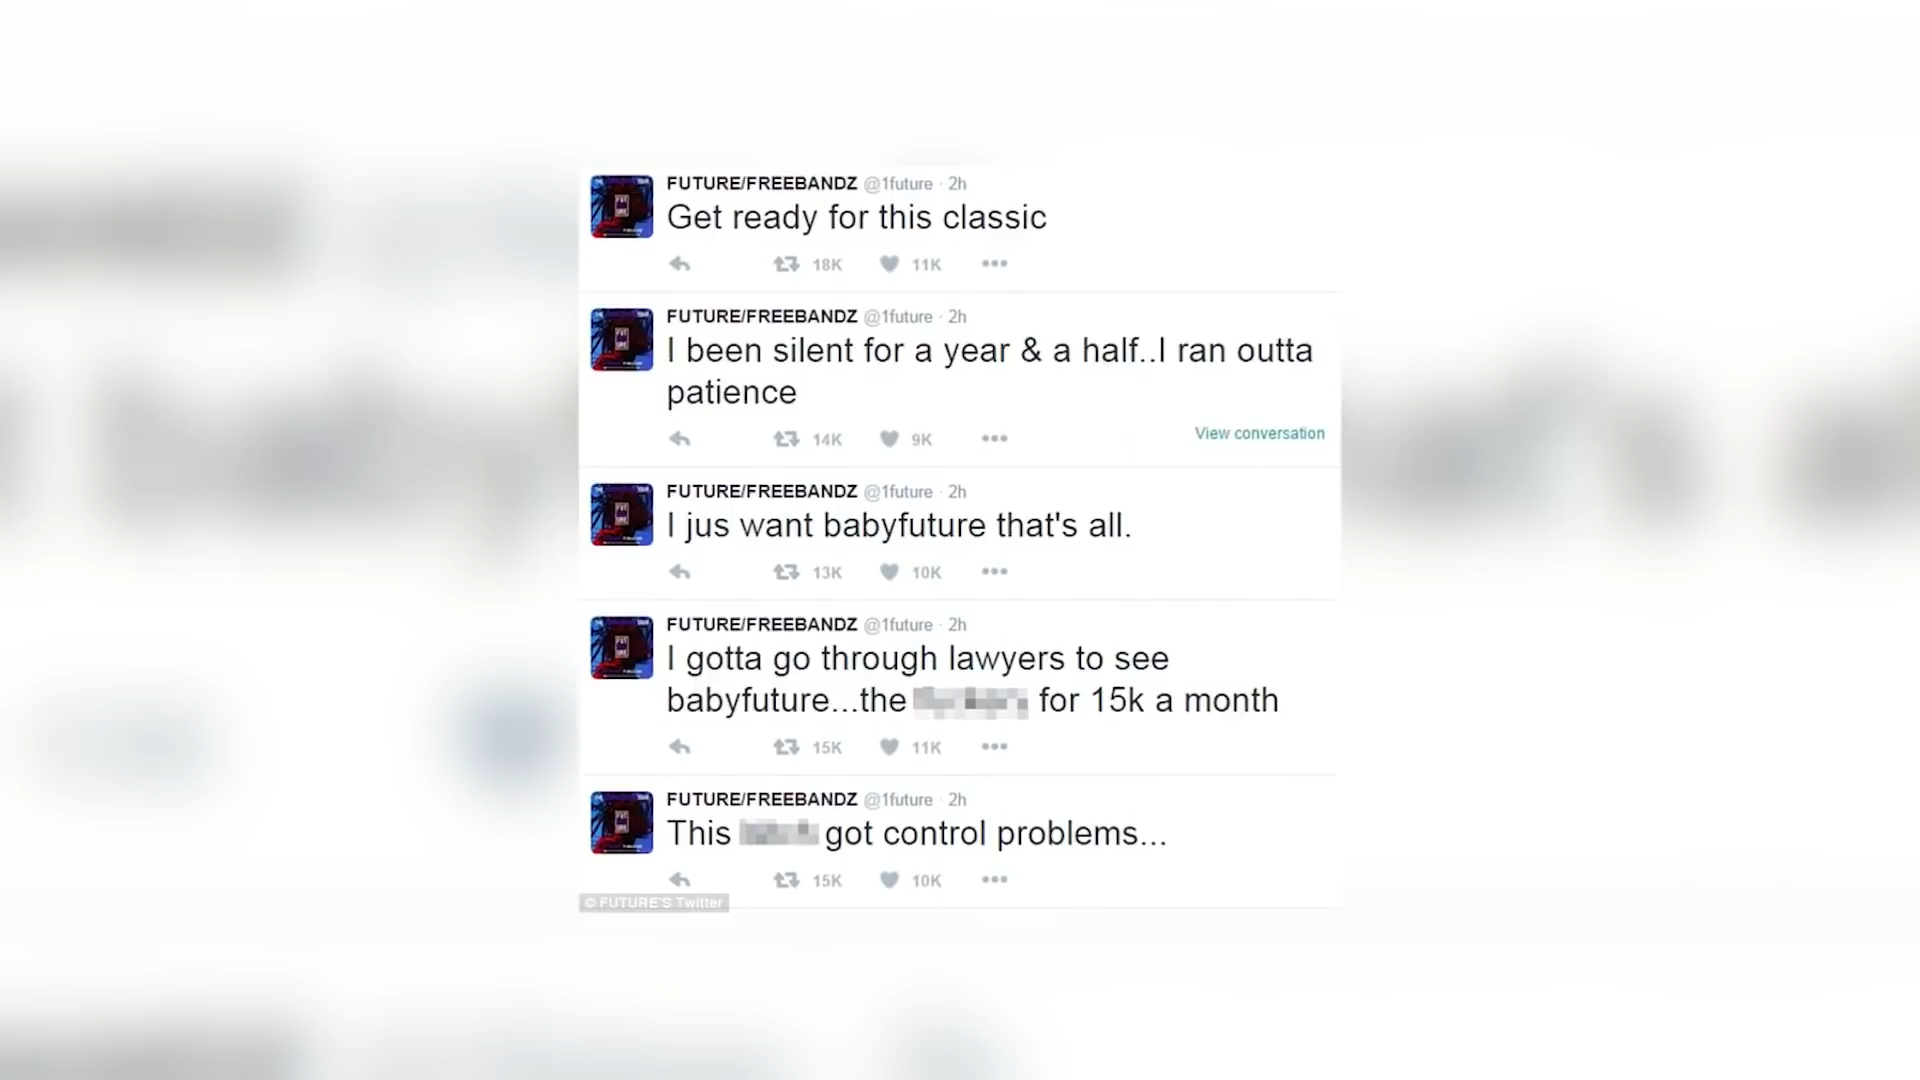 FUTURE/FREEBANDZ @1future · 2h
Get ready for this classic
18K 11K
FUTURE/FREEBANDZ @1future · 2h
I been silent for a year & a half..I ran outta
patience
14K 9K
View conversation
FUTURE/FREEBANDZ @1future · 2h
I jus want babyfuture that's all.
13K 10K
FUTURE/FREEBANDZ @1future · 2h
I gotta go through lawyers to see
babyfuture...the for 15k a month
15K 11K
FUTURE/FREEBANDZ @1future · 2h
This got control problems...
15K 10K
© FUTURE'S Twitter